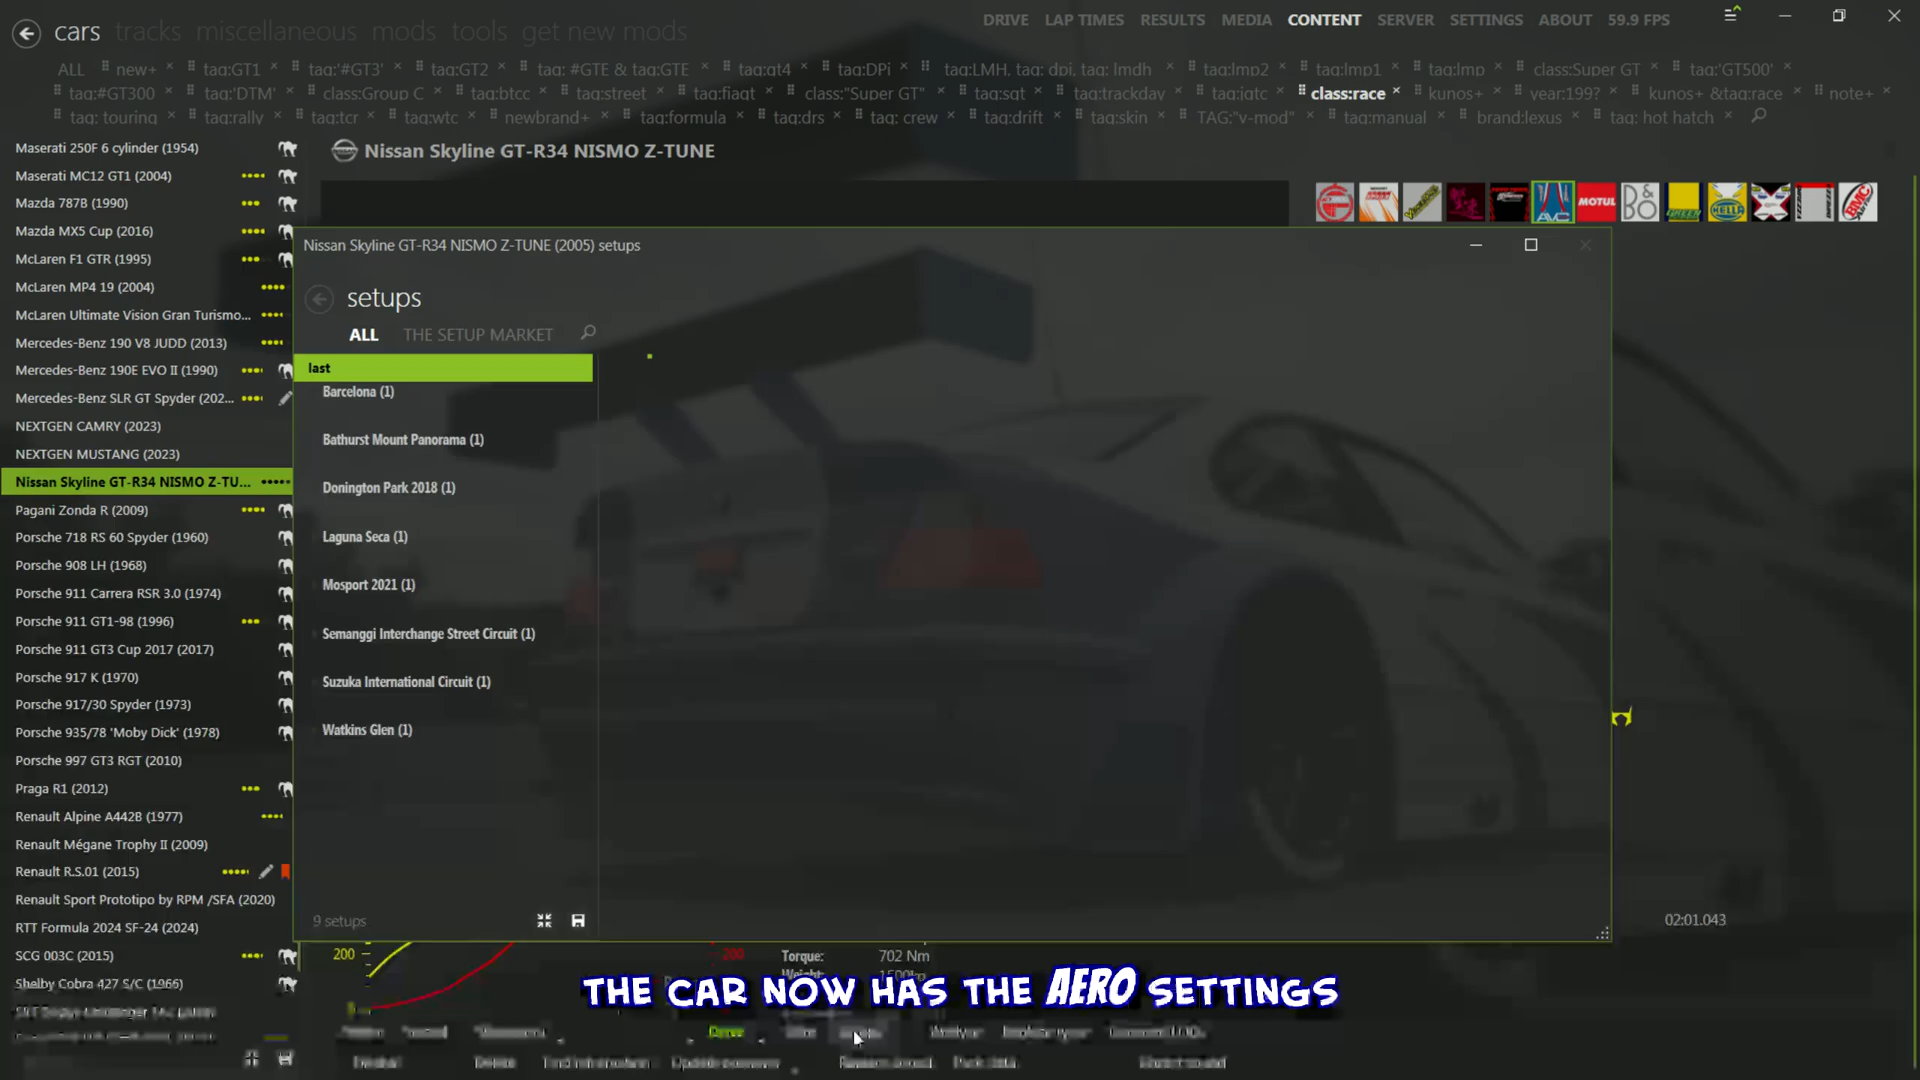 cars tracks miscellaneous mods tools get new mods
DRIVE LAP TIMES RESULTS MEDIA CONTENT SERVER SETTINGS ABOUT 59.9 FPS
ALL new+ tag:GT1 tag:'#GT3' tag:GT2 tag: #GTE & tag:GTE tag:gt4 tag:DPi tag:LMH, tag: dpi, tag: lmdh tag:lmp2 tag:lmp1 tag:lmp class:Super GT tag:'GT500'
tag:#GT300 tag:'DTM' class:Group C tag:btcc tag:street tag:fiagt class:"Super GT" tag:sgt tag:trackday tag:jgtc class:race kunos+ year:199? kunos+ &tag:race note+
tag: touring tag:rally tag:tcr tag:wtc newbrand+ tag:formula tag:drs tag: crew tag:drift tag:skin TAG:"v-mod" tag:manual brand:lexus tag: hot hatch
Maserati 250F 6 cylinder (1954)
Maserati MC12 GT1 (2004)
Mazda 787B (1990)
Mazda MX5 Cup (2016)
McLaren F1 GTR (1995)
McLaren MP4 19 (2004)
McLaren Ultimate Vision Gran Turismo...
Mercedes-Benz 190 V8 JUDD (2013)
Mercedes-Benz 190E EVO II (1990)
Mercedes-Benz SLR GT Spyder (202...
NEXTGEN CAMRY (2023)
NEXTGEN MUSTANG (2023)
Nissan Skyline GT-R34 NISMO Z-TU...
Pagani Zonda R (2009)
Porsche 718 RS 60 Spyder (1960)
Porsche 908 LH (1968)
Porsche 911 Carrera RSR 3.0 (1974)
Porsche 911 GT1-98 (1996)
Porsche 911 GT3 Cup 2017 (2017)
Porsche 917 K (1970)
Porsche 917/30 Spyder (1973)
Porsche 935/78 'Moby Dick' (1978)
Porsche 997 GT3 RGT (2010)
Praga R1 (2012)
Renault Alpine A442B (1977)
Renault Mégane Trophy II (2009)
Renault R.S.01 (2015)
Renault Sport Prototipo by RPM /SFA (2020)
RTT Formula 2024 SF-24 (2024)
SCG 003C (2015)
Shelby Cobra 427 S/C (1966)
Nissan Skyline GT-R34 NISMO Z-TUNE
AVC MOTUL B&O HELLA BMC
Nissan Skyline GT-R34 NISMO Z-TUNE (2005) setups
setups
ALL THE SETUP MARKET
last
Barcelona (1)
Bathurst Mount Panorama (1)
Donington Park 2018 (1)
Laguna Seca (1)
Mosport 2021 (1)
Semanggi Interchange Street Circuit (1)
Suzuka International Circuit (1)
Watkins Glen (1)
9 setups
02:01.043
200 200 Torque: 702 Nm
THE CAR NOW HAS THE AERO SETTINGS